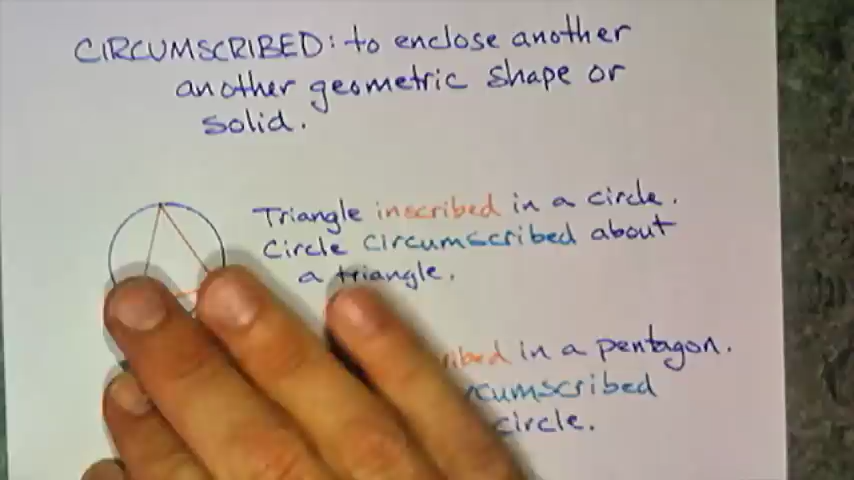 CIRCUMSCRIBED: to enclose another
another geometric shape or
solid.
Triangle inscribed in a circle.
Circle circumscribed about
a triangle.
in a pentagon.
circle.